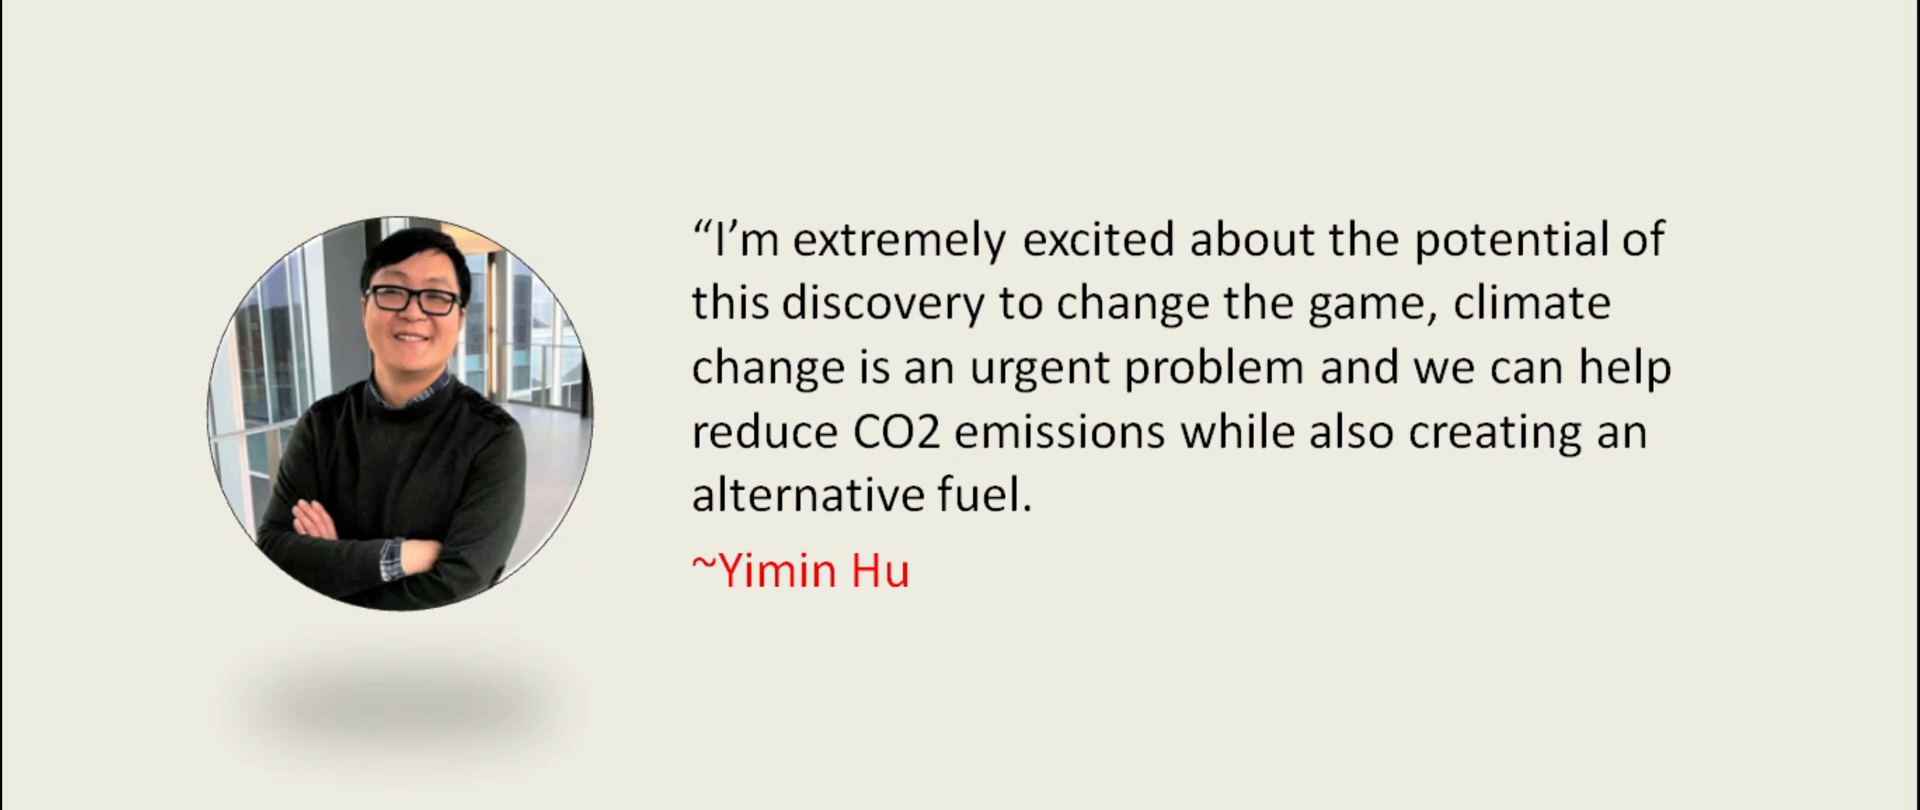 “I’m extremely excited about the potential of
this discovery to change the game, climate
change is an urgent problem and we can help
reduce CO2 emissions while also creating an
alternative fuel.
~Yimin Hu